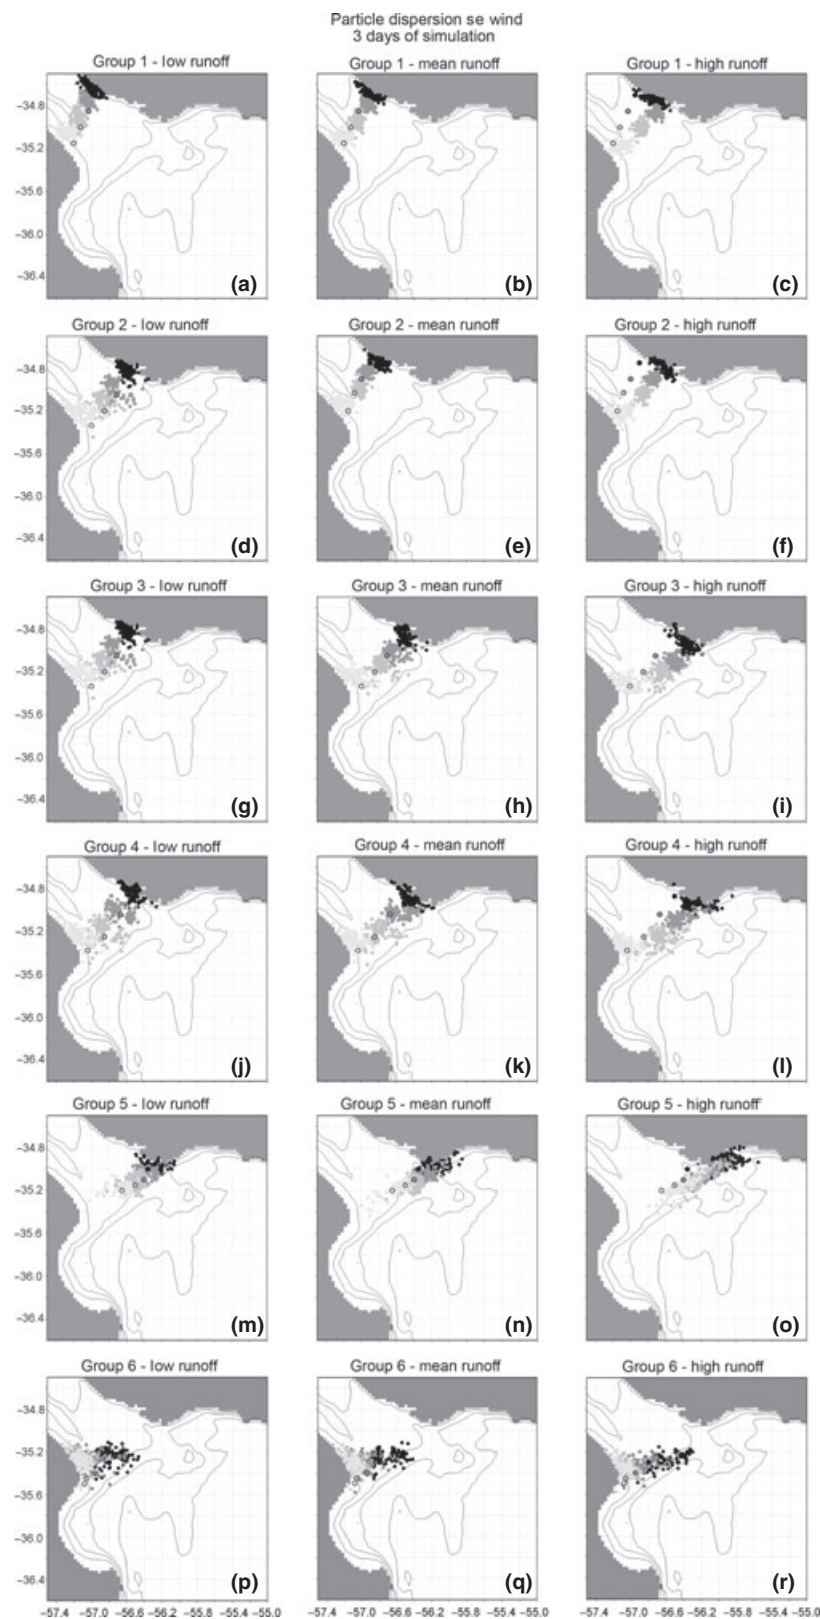 Particle dispersion se wind
3 days of simulation
Group 1 - low runoff
Group 1 - mean runoff
Group 1 - high runoff
−34.8
−35.2
−35.6
−36.0
−36.4
(a)
(b)
(c)
Group 2 - low runoff
Group 2 - mean runoff
Group 2 - high runoff
−34.8
−35.2
−35.6
−36.0
−36.4
(d)
(e)
(f)
Group 3 - low runoff
Group 3 - mean runoff
Group 3 - high runoff
−34.8
−35.2
−35.6
−36.0
−36.4
(g)
(h)
(i)
Group 4 - low runoff
Group 4 - mean runoff
Group 4 - high runoff
−34.8
−35.2
−35.6
−36.0
−36.4
(j)
(k)
(l)
Group 5 - low runoff
Group 5 - mean runoff
Group 5 - high runoff
−34.8
−35.2
−35.6
−36.0
−36.4
(m)
(n)
(o)
Group 6 - low runoff
Group 6 - mean runoff
Group 6 - high runoff
−34.8
−35.2
−35.6
−36.0
−36.4
(p)
(q)
(r)
−57.4 −57.0 −56.6 −56.2 −55.8 −55.4 −55.0
−57.4 −57.0 −56.6 −56.2 −55.8 −55.4 −55.0
−57.4 −57.0 −56.6 −56.2 −55.8 −55.4 −55.0